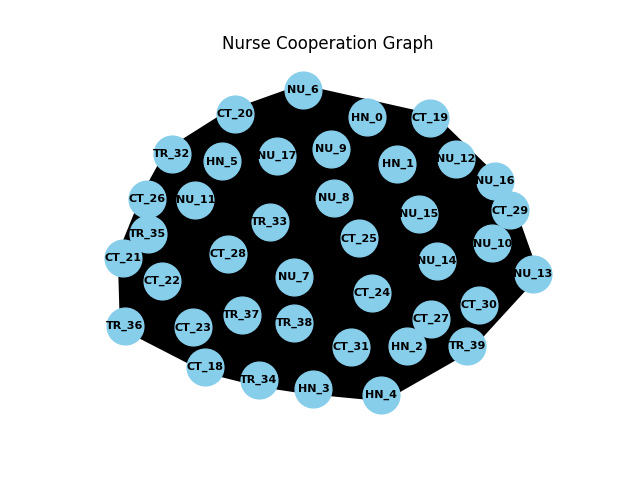 Nurse Cooperation Graph
NU_6
CT_20
HN_0
CT_19
TR_32
HN_5
NU_17
NU_9
HN_1
NU_12
NU_16
CT_26
NU_11
NU_8
NU_15
CT_29
TR_35
TR_33
CT_25
NU_10
CT_21
CT_28
NU_14
CT_22
NU_7
NU_13
CT_24
CT_30
TR_36
CT_23
TR_37
TR_38
CT_27
CT_31
HN_2
TR_39
CT_18
TR_34
HN_3
HN_4